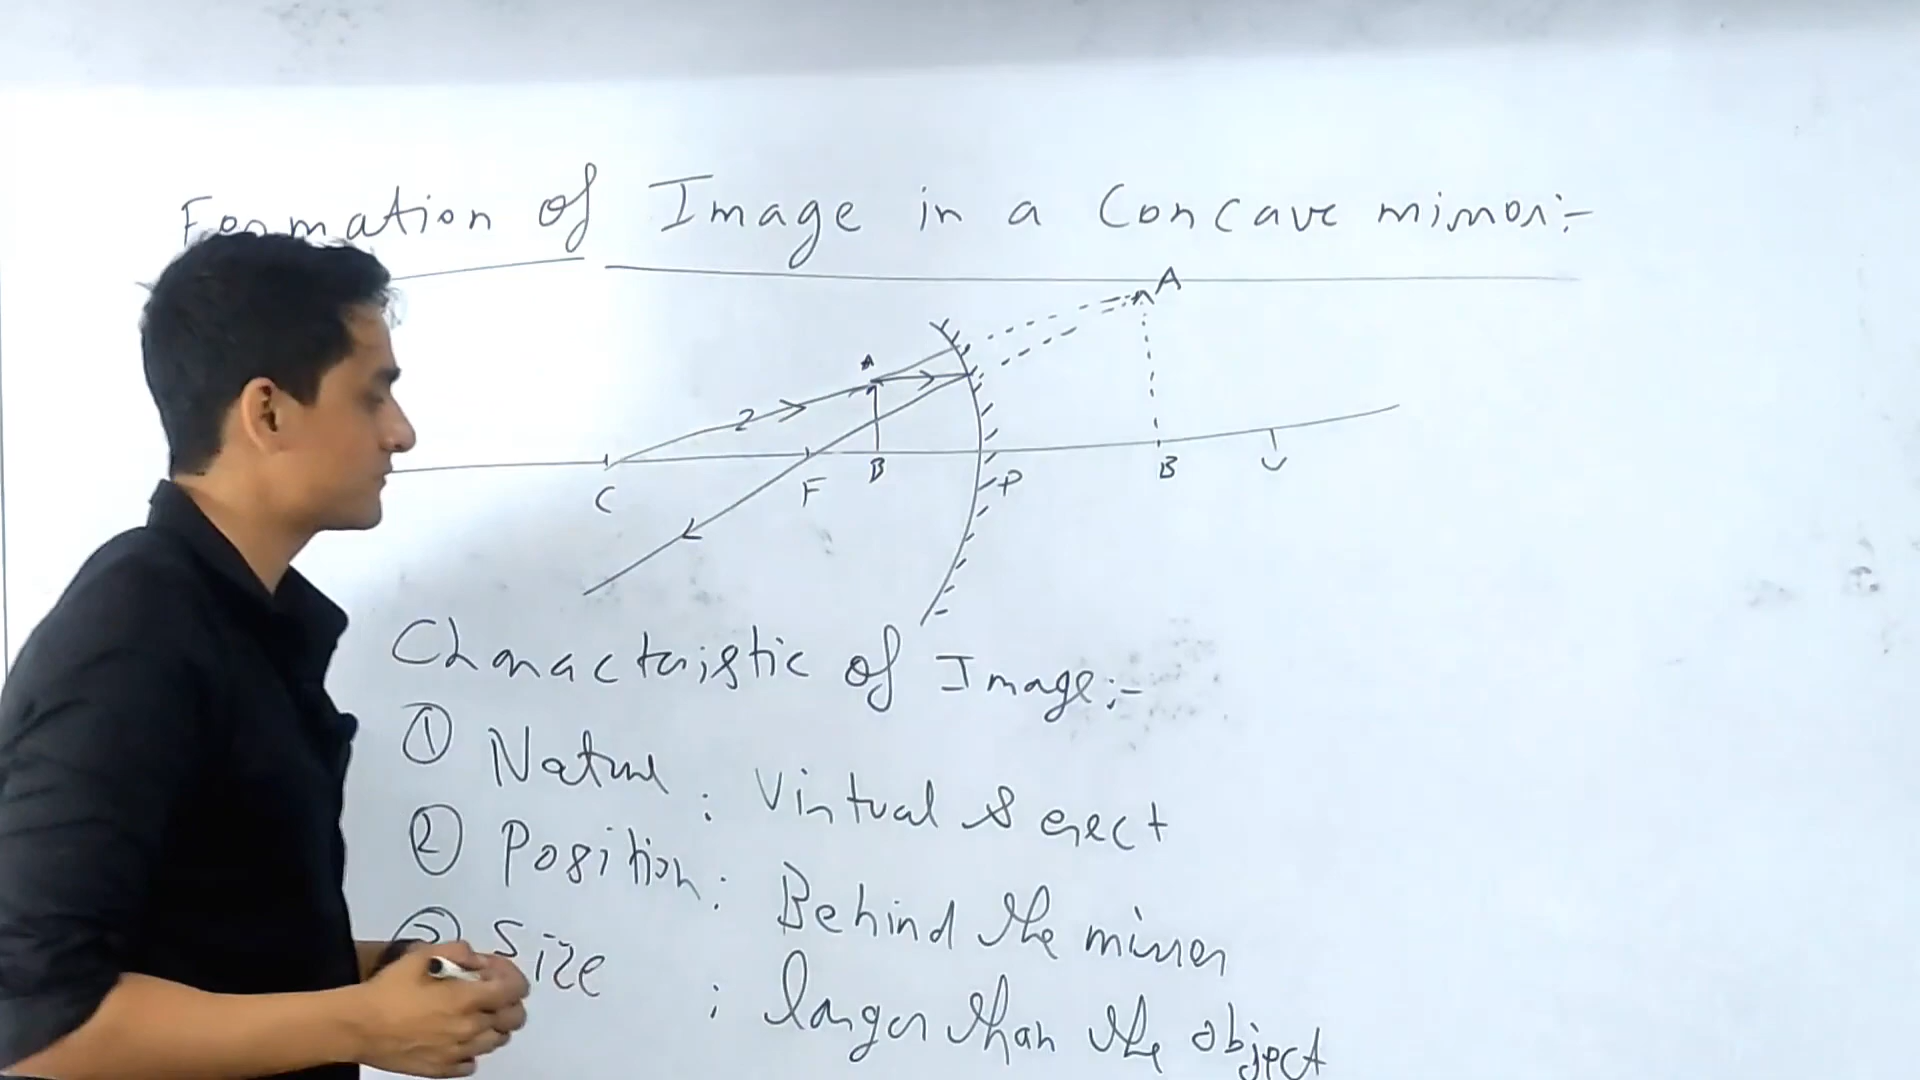 Formation of Image in a Concave mirror:-
A
A
2
C
F
B
P
B
Characteristic of Image:-
① Nature : Virtual & erect
② Position : Behind the mirror
③ Size : larger than the object